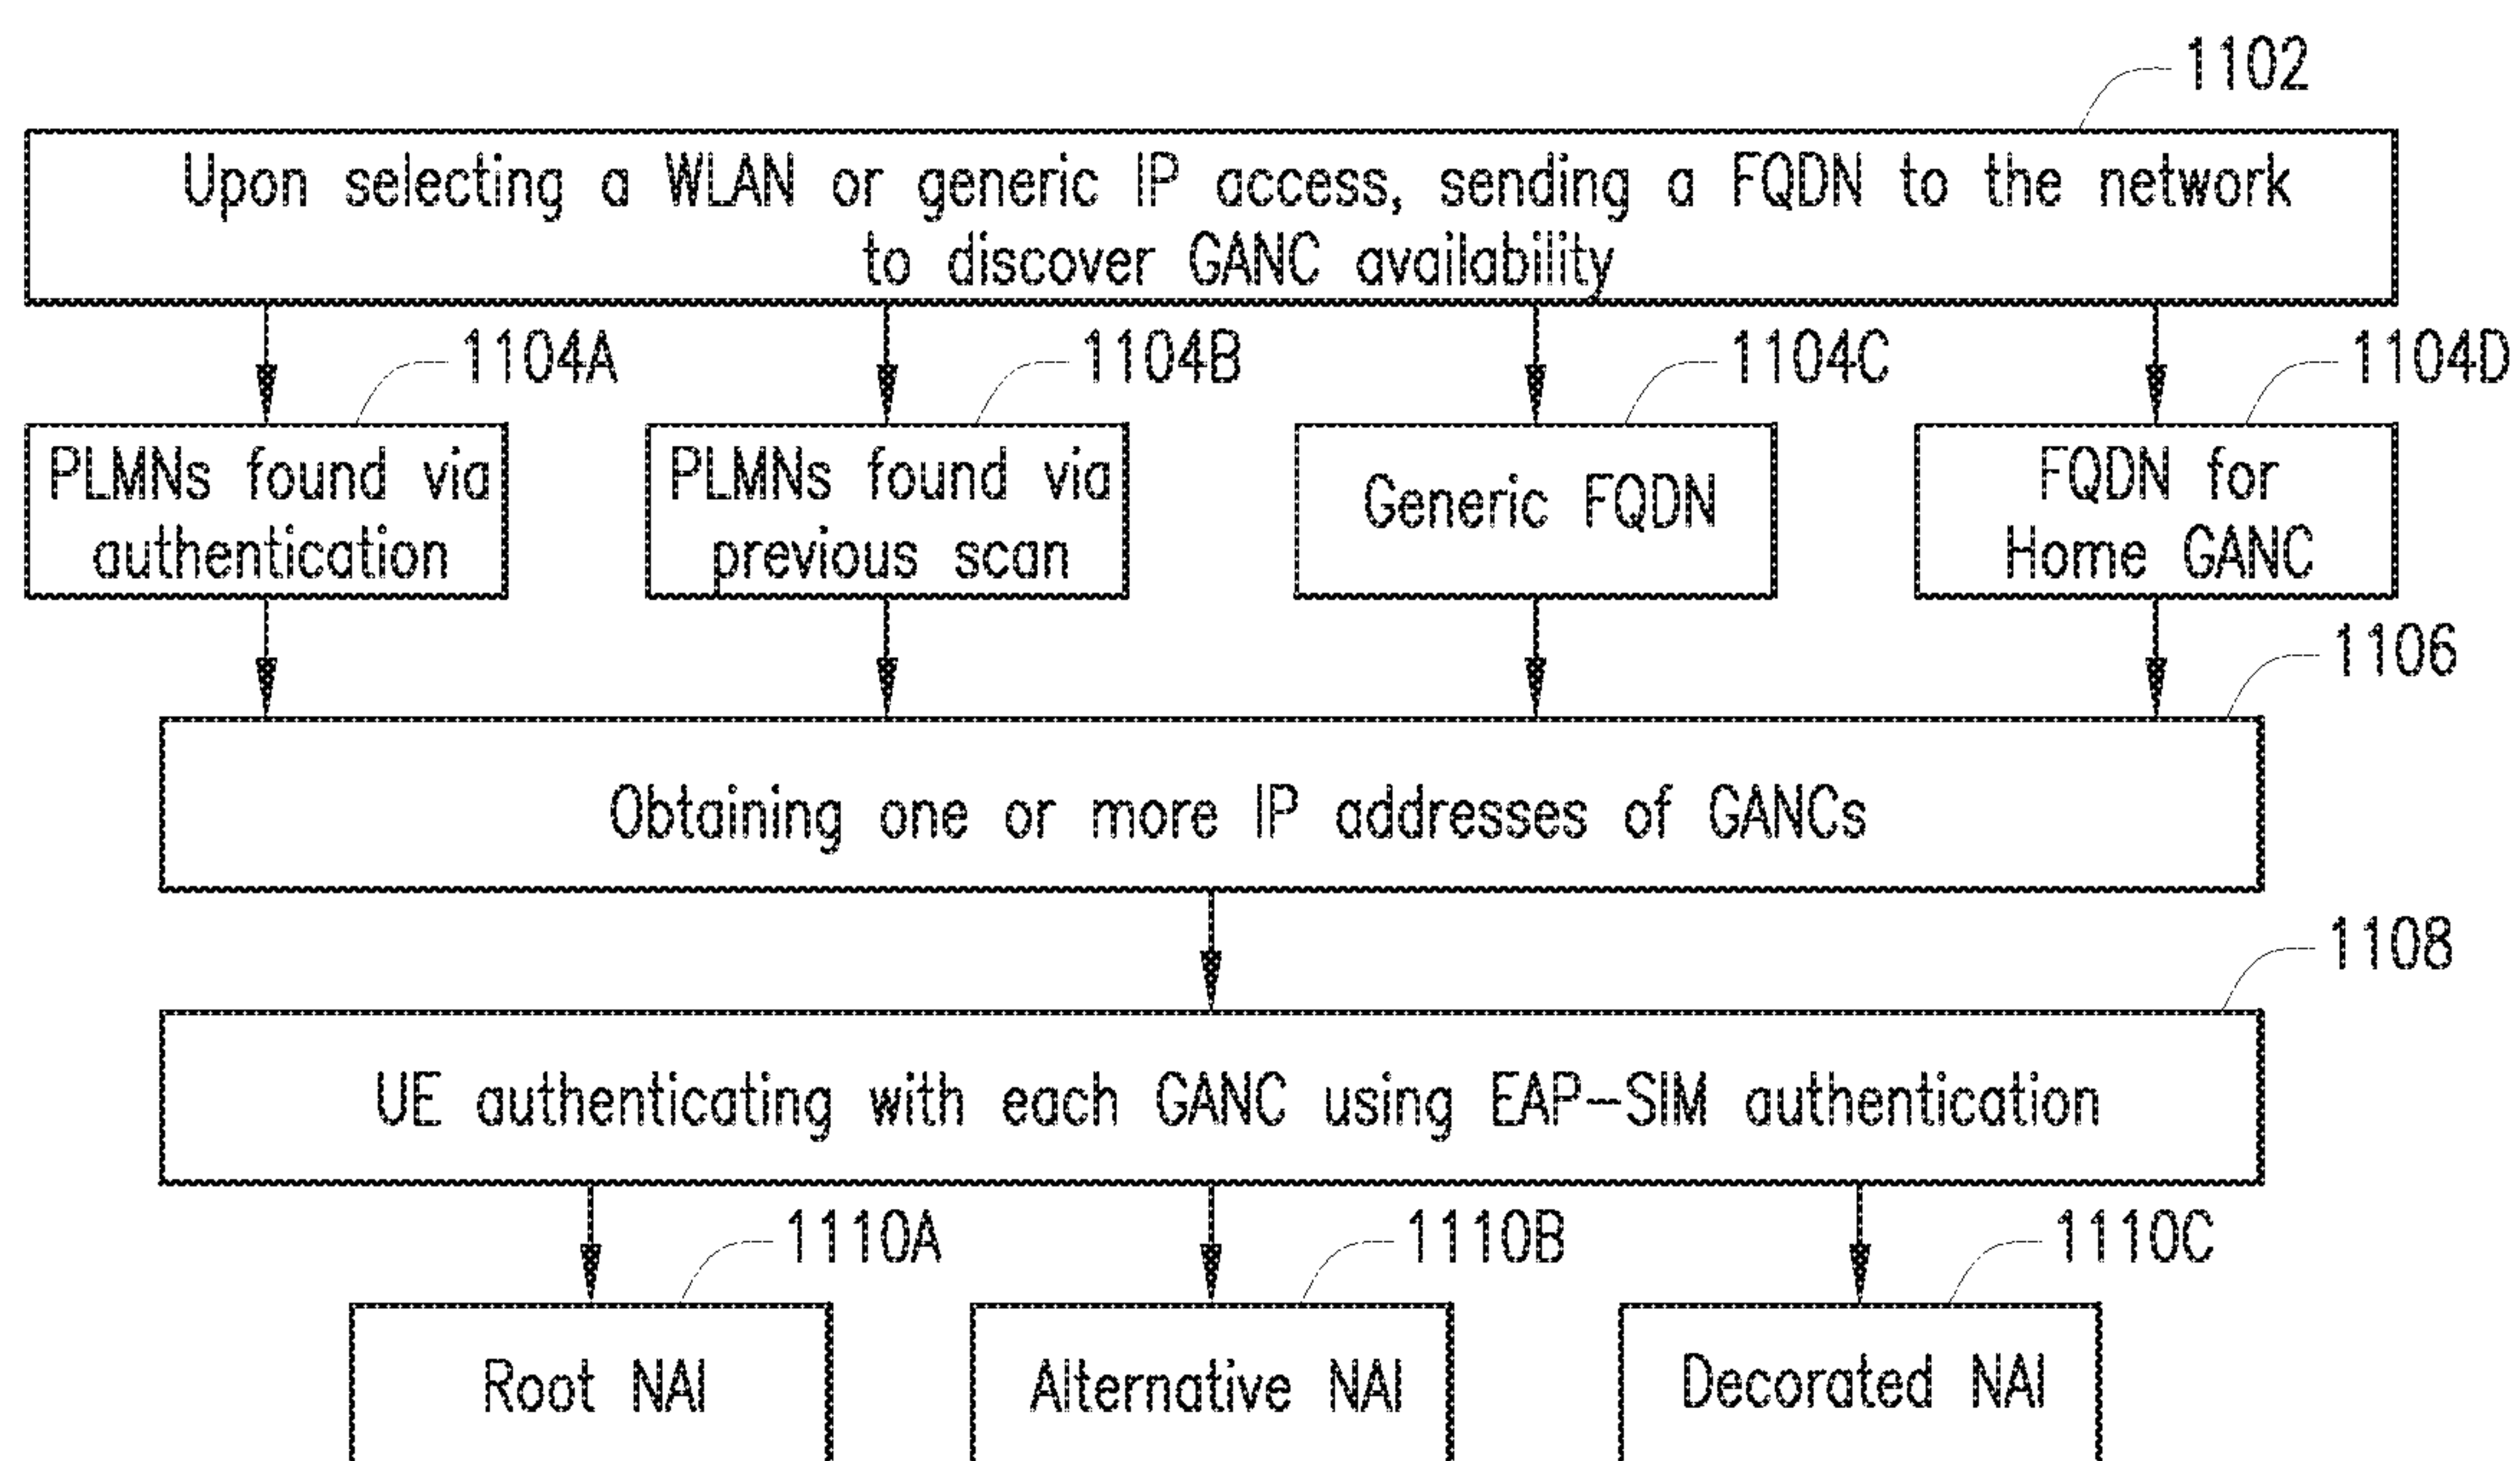 1102
Upon selecting a WLAN or generic IP access, sending a FQDN to the network
to discover GANC availability
1104A
1104B
1104C
1104D
PLMNs found via
authentication
PLMNs found via
previous scan
Generic FQDN
FQDN for
Home GANC
1106
Obtaining one or more IP addresses of GANCs
1108
UE authenticating with each GANC using EAP-SIM authentication
1110A
1110B
1110C
Root NAI
Alternative NAI
Decorated NAI